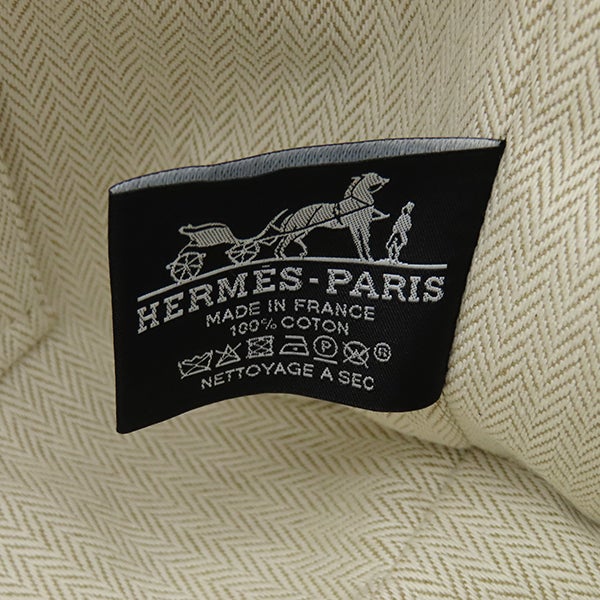 HERMÈS-PARIS
MADE IN FRANCE
100% COTON
P W ®
NETTOYAGE A SEC